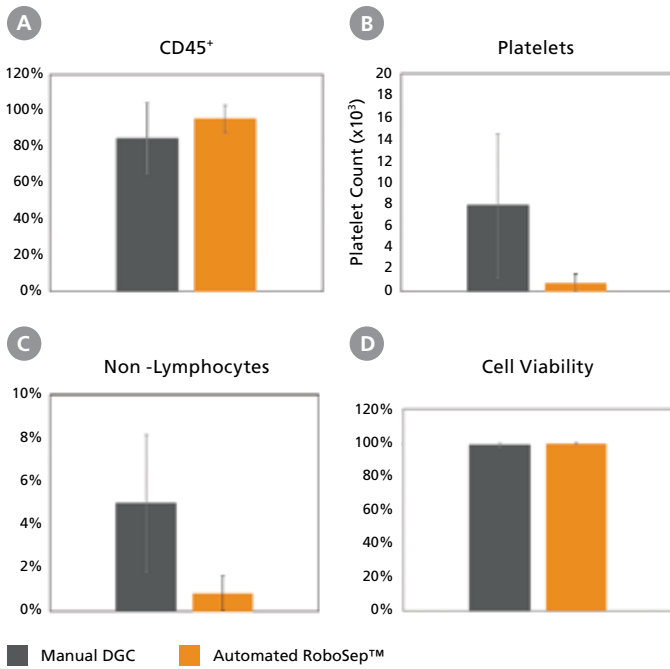 A
CD45⁺
120%
100%
80%
60%
40%
20%
0%
B
Platelets
Platelet Count (x10³)
20
18
16
14
12
10
8
6
4
2
0
C
Non -Lymphocytes
10%
8%
6%
4%
2%
0%
D
Cell Viability
120%
100%
80%
60%
40%
20%
0%
Manual DGC
Automated RoboSep™